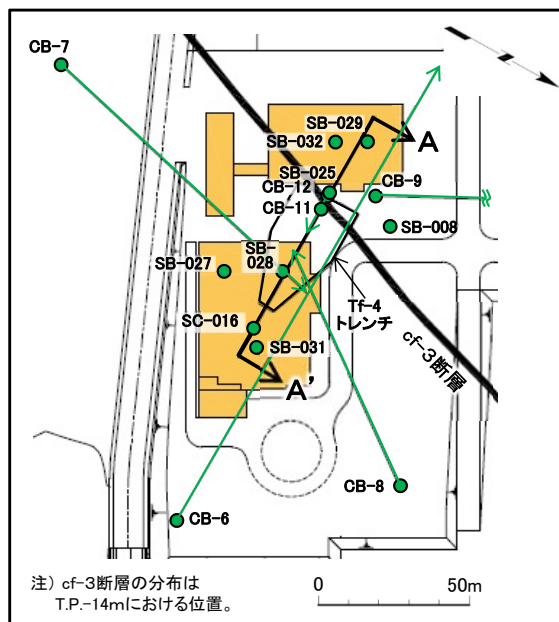 CB-7
SB-029
SB-032
A
SB-025
CB-12
CB-9
CB-11
SB-008
SB-
028
SB-027
Tf-4
トレンチ
SC-016
SB-031
cf-3断層
A'
CB-8
CB-6
注) cf-3断層の分布は
T.P.-14mにおける位置。
0 50m